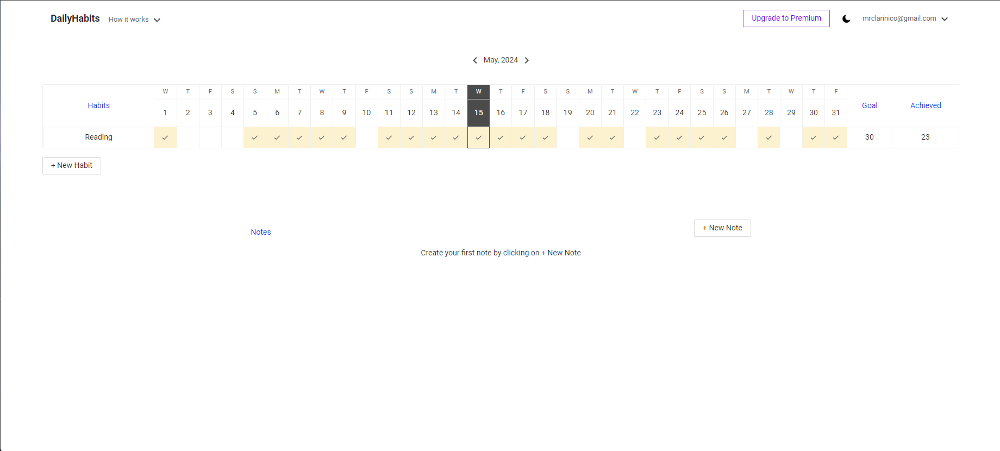 DailyHabits How it works Upgrade to Premium mrclarinico@gmail.com
May, 2024
W T F S S M T W T F S S M T W T F S S M T W T F S S M T W T F
Habits 1 2 3 4 5 6 7 8 9 10 11 12 13 14 15 16 17 18 19 20 21 22 23 24 25 26 27 28 29 30 31 Goal Achieved
Reading 30 23
+ New Habit
Notes + New Note
Create your first note by clicking on + New Note